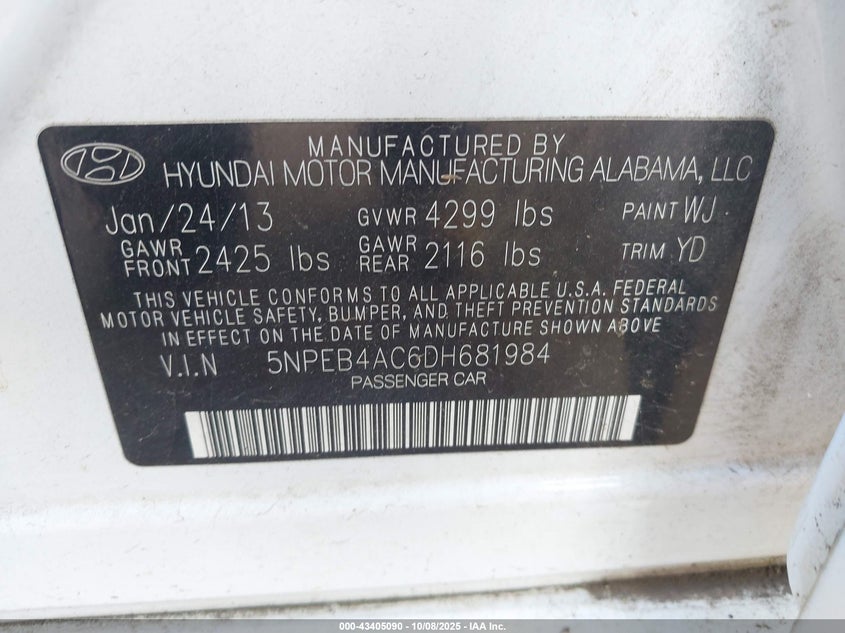 MANUFACTURED BY
HYUNDAI MOTOR MANUFACTURING ALABAMA, LLC
Jan/24/13 GVWR 4299 lbs PAINT WJ
GAWR FRONT 2425 lbs GAWR REAR 2116 lbs TRIM YD
THIS VEHICLE CONFORMS TO ALL APPLICABLE U.S.A. FEDERAL
MOTOR VEHICLE SAFETY, BUMPER, AND THEFT PREVENTION STANDARDS
IN EFFECT ON THE DATE OF MANUFACTURE SHOWN ABOVE
V.I.N 5NPEB4AC6DH681984
PASSENGER CAR
000-43405090 - 10/08/2025 - IAA Inc.